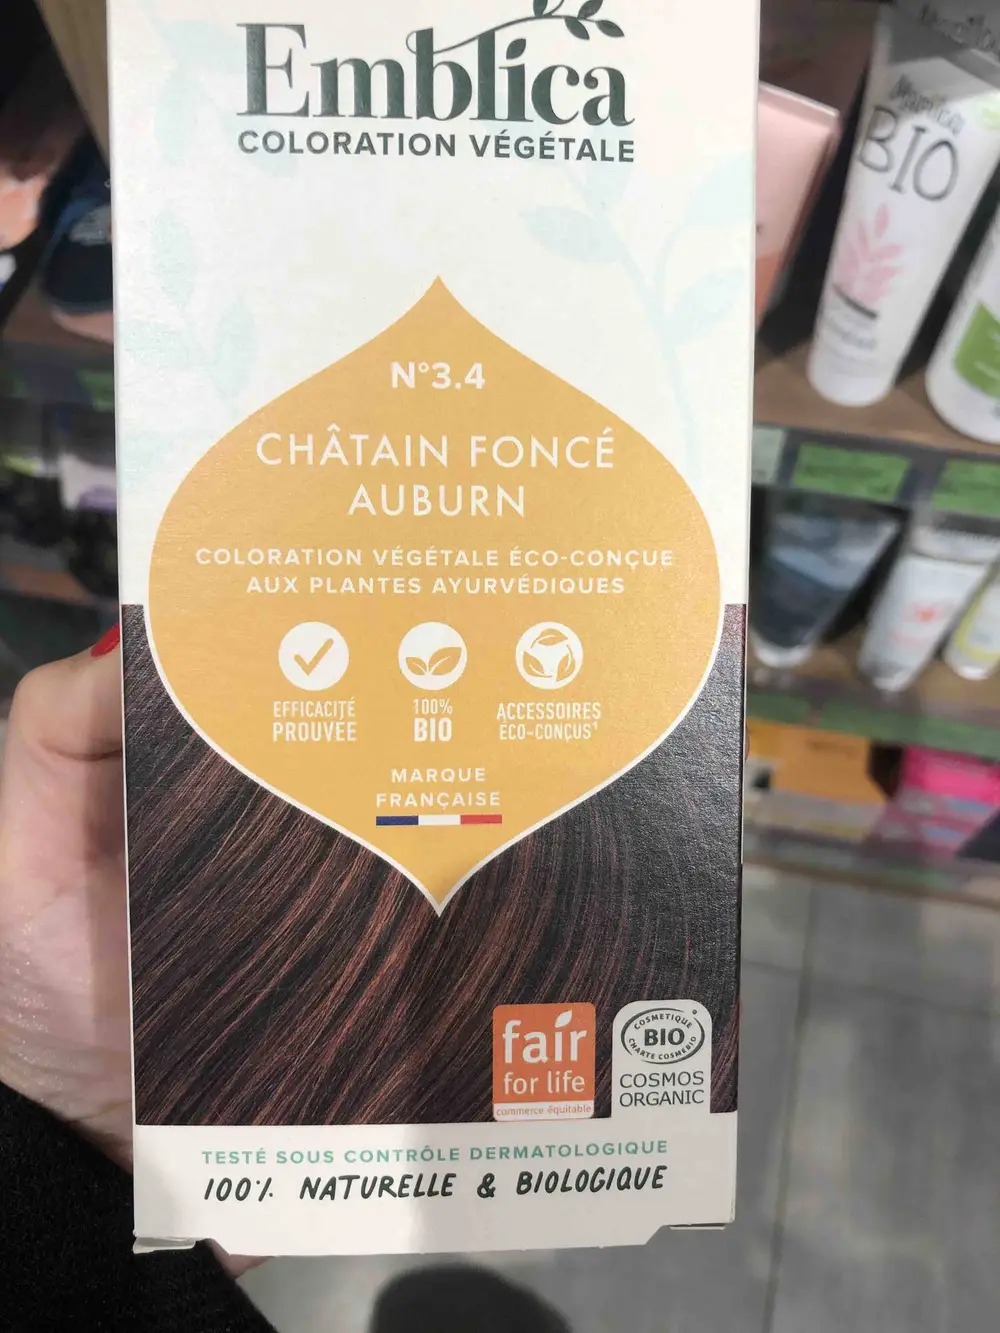 Emblica
COLORATION VÉGÉTALE
N°3.4
CHÂTAIN FONCÉ
AUBURN
COLORATION VÉGÉTALE ÉCO-CONÇUE
AUX PLANTES AYURVÉDIQUES
EFFICACITÉ
PROUVÉE
100%
BIO
ACCESSOIRES
ÉCO-CONÇUS¹
MARQUE
FRANÇAISE
fair
for life
commerce équitable
COSMETIQUE
BIO
CHARTE COSMEBIO
COSMOS
ORGANIC
TESTÉ SOUS CONTRÔLE DERMATOLOGIQUE
100% NATURELLE & BIOLOGIQUE
BIO